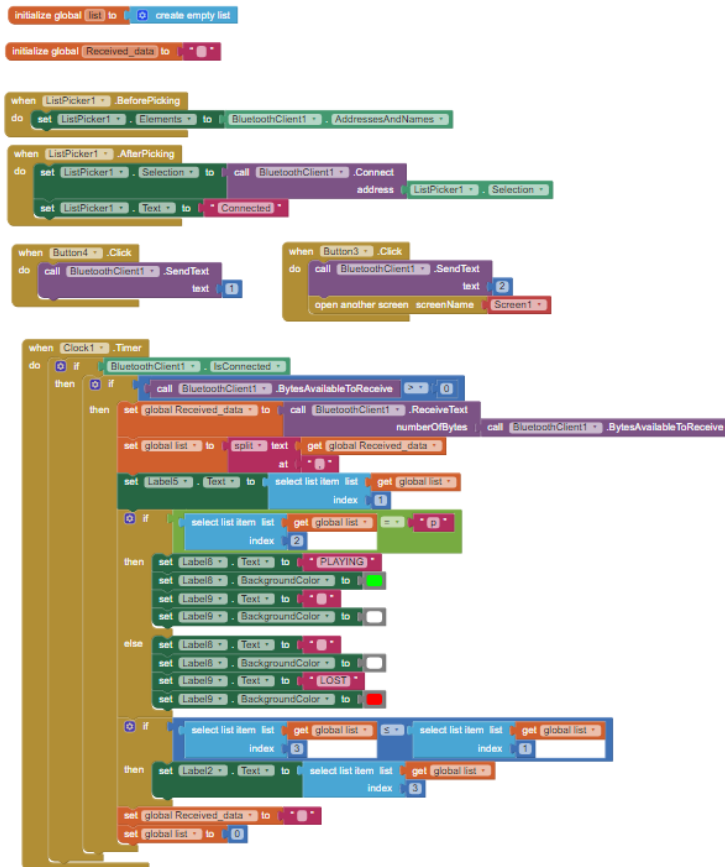 initialize global list to create empty list
initialize global Received_data to " "
when ListPicker1 .BeforePicking
do set ListPicker1 . Elements to BluetoothClient1 . AddressesAndNames
when ListPicker1 .AfterPicking
do set ListPicker1 . Selection to call BluetoothClient1 .Connect
address ListPicker1 . Selection
set ListPicker1 . Text to " Connected "
when Button4 .Click
do call BluetoothClient1 .SendText
text 1
when Button3 .Click
do call BluetoothClient1 .SendText
text 2
open another screen screenName Screen1
when Clock1 .Timer
do if BluetoothClient1 . IsConnected
then if call BluetoothClient1 .BytesAvailableToReceive > 0
then set global Received_data to call BluetoothClient1 .ReceiveText
numberOfBytes call BluetoothClient1 .BytesAvailableToReceive
set global list to split text get global Received_data
at " , "
set Label5 . Text to select list item list get global list
index 1
if select list item list get global list = " p "
index 2
then set Label8 . Text to " PLAYING "
set Label8 . BackgroundColor to
set Label9 . Text to " "
set Label9 . BackgroundColor to
else set Label8 . Text to " "
set Label8 . BackgroundColor to
set Label9 . Text to " LOST "
set Label9 . BackgroundColor to
if select list item list get global list ≤ select list item list get global list
index 3 index 1
then set Label2 . Text to select list item list get global list
index 3
set global Received_data to " "
set global list to 0